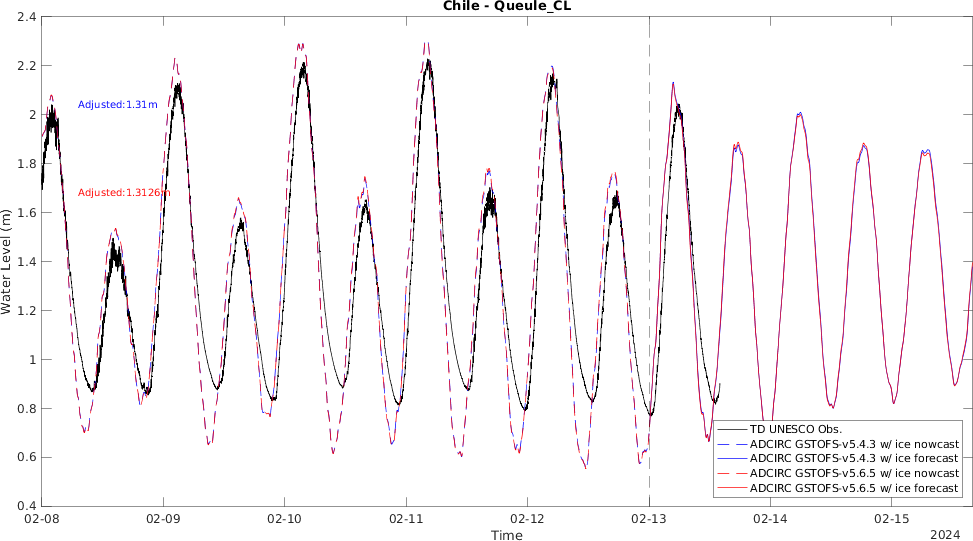 Chile - Queule_CL
2.4
2.2
2
1.8
1.6
1.4
1.2
1
0.8
0.6
0.4
Water Level (m)
Adjusted:1.31m
Adjusted:1.3126m
TD UNESCO Obs.
ADCIRC GSTOFS-v5.4.3 w/ ice nowcast
ADCIRC GSTOFS-v5.4.3 w/ ice forecast
ADCIRC GSTOFS-v5.6.5 w/ ice nowcast
ADCIRC GSTOFS-v5.6.5 w/ ice forecast
02-08
02-09
02-10
02-11
02-12
02-13
02-14
02-15
Time
2024